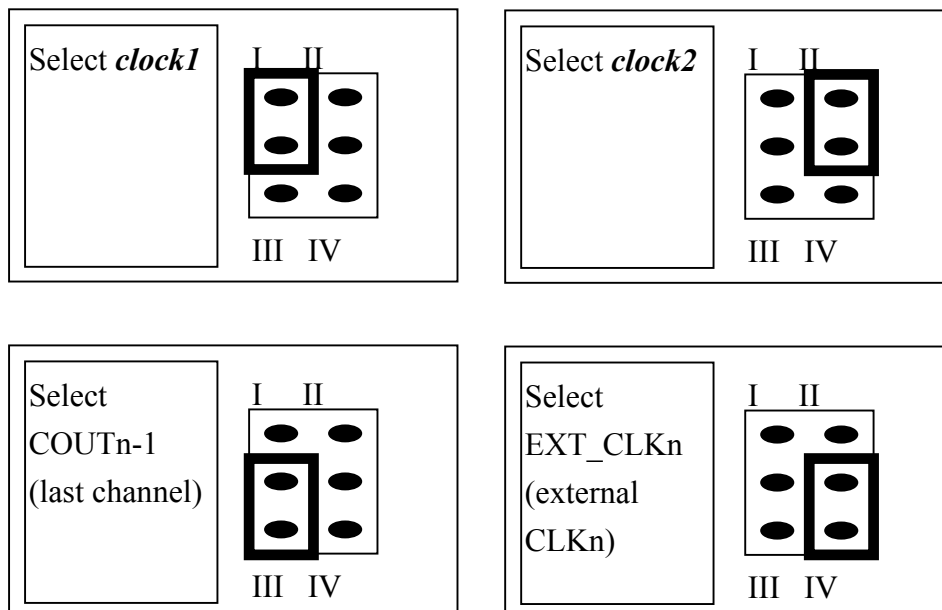 Select clock1
I II
III IV
Select clock2
I II
III IV
Select
COUTn-1
(last channel)
I II
III IV
Select
EXT_CLKn
(external
CLKn)
I II
III IV